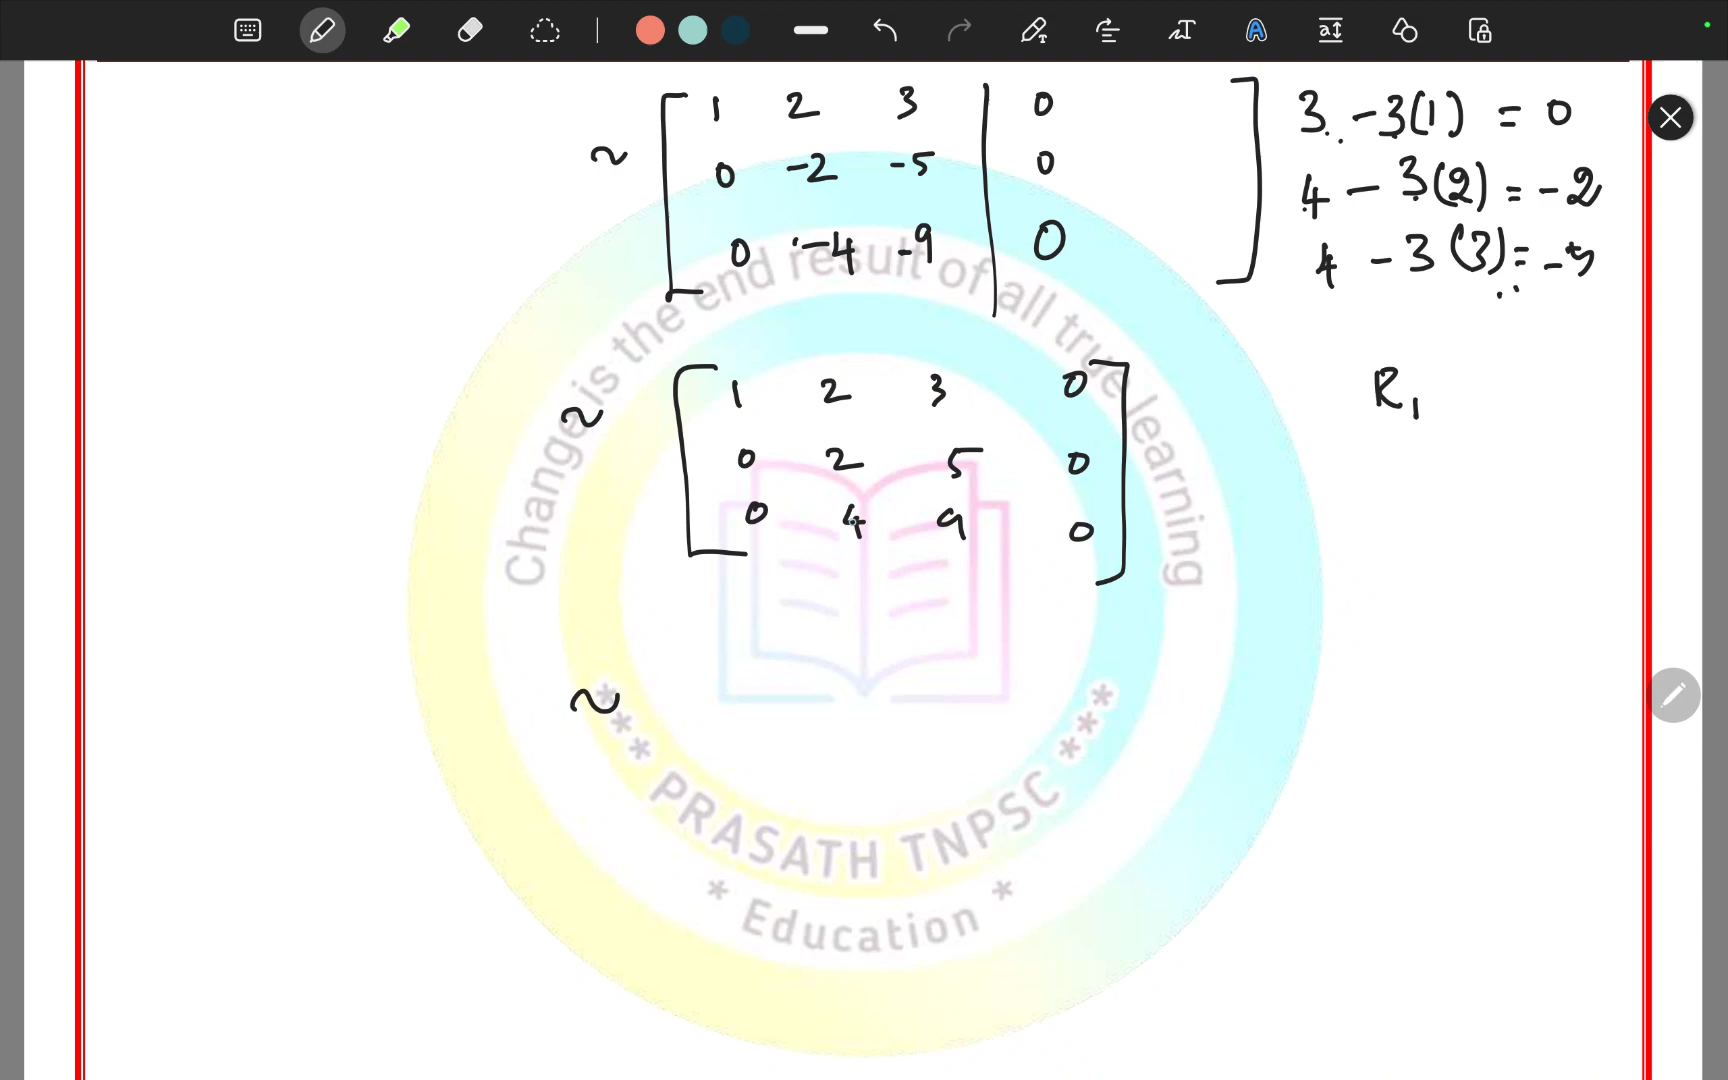 1 2 3 | 0 3 - 3(1) = 0
~ 0 -2 -5 | 0 4 - 3(2) = -2
0 -4 -9 | 0 4 - 3(3) = -5
1 2 3 0 R1
~ 0 2 5 0
0 4 9 0
~
Change is the end result of all true learning
*** PRASATH TNPSC ***
* Education *